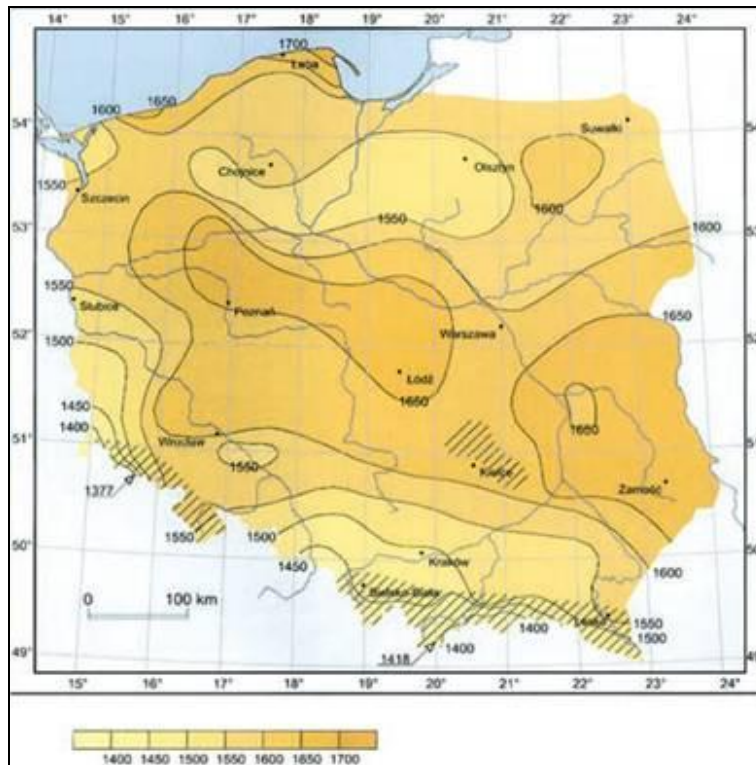 14° 15° 16° 17° 18° 19° 20° 21° 22° 23°
1700
Łeba
1650
1600
54°
Suwałki
Chojnice
Olsztyn
1550
Szczecin
1600
53°
1550
1600
1550
Słubice
Poznań
1650
52°
Warszawa
1500
Łódź
1650
1450
1400
51°
Wrocław
1650
1550
Kielce
Zamość
1377
1550
1500
50°
1450
Kraków
1600
0 100 km
Bielsko-Biała
Lesko
1550
1400
1500
1400
49°
1418
15° 16° 17° 18° 19° 20° 21° 22° 23°
1400 1450 1500 1550 1600 1650 1700